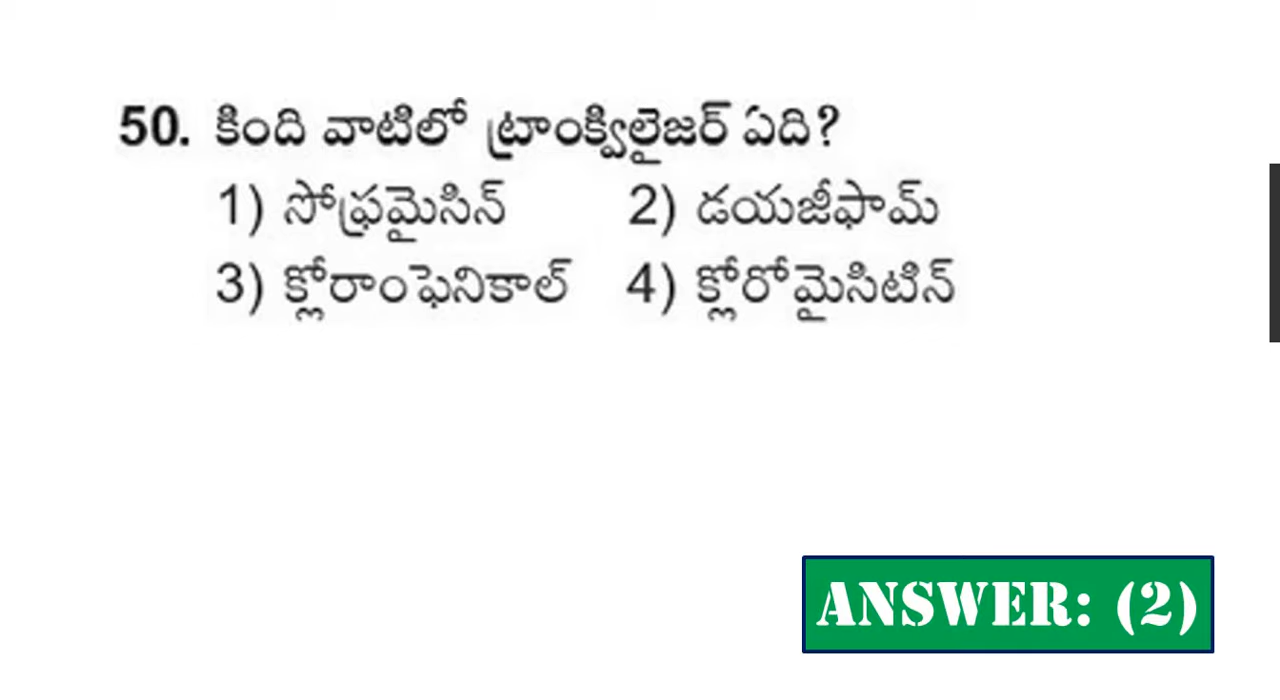 50. కింది వాటిలో ట్రాంక్విలైజర్ ఏది?
1) సోఫ్రమైసిన్ 2) డయజీఫామ్
3) క్లోరాంఫెనికాల్ 4) క్లోరోమైసిటిన్
ANSWER: (2)